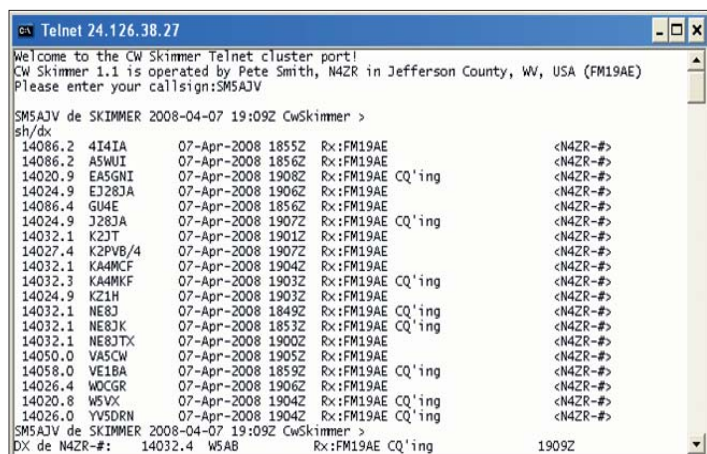 Telnet 24.126.38.27
Welcome to the CW Skimmer Telnet cluster port!
CW Skimmer 1.1 is operated by Pete Smith, N4ZR in Jefferson County, WV, USA (FM19AE)
Please enter your callsign:SM5AJV
SM5AJV de SKIMMER 2008-04-07 19:09Z CwSkimmer >
sh/dx
14086.2 4I4IA 07-Apr-2008 1855Z Rx:FM19AE <N4ZR-#>
14086.2 A5WUI 07-Apr-2008 1856Z Rx:FM19AE <N4ZR-#>
14020.9 EA5GNI 07-Apr-2008 1908Z Rx:FM19AE CQ'ing <N4ZR-#>
14024.9 EJ28JA 07-Apr-2008 1906Z Rx:FM19AE <N4ZR-#>
14086.4 GU4E 07-Apr-2008 1856Z Rx:FM19AE <N4ZR-#>
14024.9 J28JA 07-Apr-2008 1907Z Rx:FM19AE CQ'ing <N4ZR-#>
14032.1 K2JT 07-Apr-2008 1901Z Rx:FM19AE <N4ZR-#>
14027.4 K2PVB/4 07-Apr-2008 1907Z Rx:FM19AE <N4ZR-#>
14032.1 KA4MCF 07-Apr-2008 1904Z Rx:FM19AE <N4ZR-#>
14032.3 KA4MKF 07-Apr-2008 1903Z Rx:FM19AE CQ'ing <N4ZR-#>
14024.9 KZ1H 07-Apr-2008 1903Z Rx:FM19AE <N4ZR-#>
14032.1 NE8J 07-Apr-2008 1849Z Rx:FM19AE CQ'ing <N4ZR-#>
14032.1 NE8JK 07-Apr-2008 1853Z Rx:FM19AE CQ'ing <N4ZR-#>
14032.1 NE8JTX 07-Apr-2008 1900Z Rx:FM19AE <N4ZR-#>
14050.0 VA5CW 07-Apr-2008 1905Z Rx:FM19AE <N4ZR-#>
14058.0 VE1BA 07-Apr-2008 1859Z Rx:FM19AE CQ'ing <N4ZR-#>
14026.4 W0CGR 07-Apr-2008 1906Z Rx:FM19AE <N4ZR-#>
14020.8 W5VX 07-Apr-2008 1904Z Rx:FM19AE CQ'ing <N4ZR-#>
14026.0 YV5DRN 07-Apr-2008 1904Z Rx:FM19AE CQ'ing <N4ZR-#>
SM5AJV de SKIMMER 2008-04-07 19:09Z CwSkimmer >
DX de N4ZR-#: 14032.4 W5AB Rx:FM19AE CQ'ing 1909Z